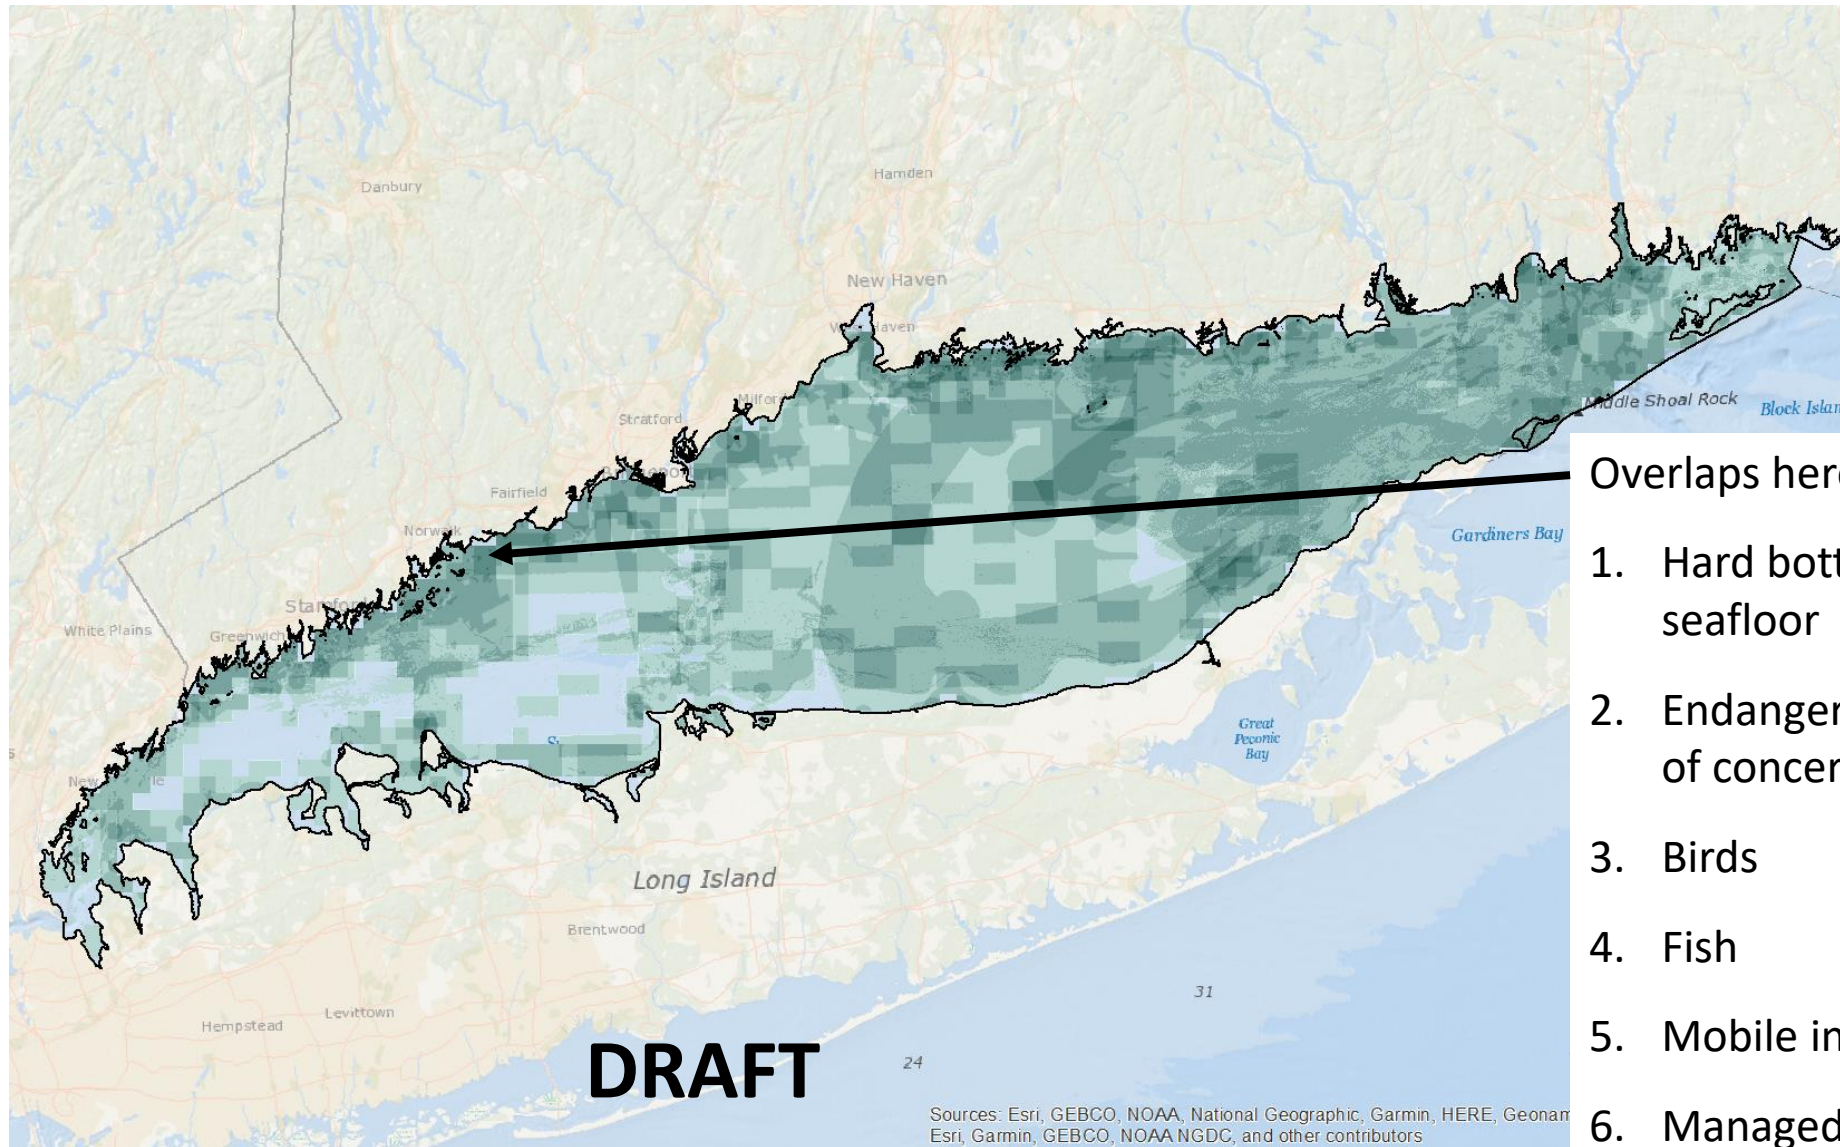 Danbury
Hamden
New Haven
Haven
Milford
Stratford
Fairfield
Norwalk
Stamford
Greenwich
White Plains
Middle Shoal Rock
Block Islan
Gardiners Bay
Great
Peconic
Bay
Long Island
Brentwood
Levittown
Hempstead
31
24
DRAFT
Overlaps here
1. Hard bott
seafloor
2. Endanger
of concer
3. Birds
4. Fish
5. Mobile in
6. Managed
Sources: Esri, GEBCO, NOAA, National Geographic, Garmin, HERE, Geonam
Esri, Garmin, GEBCO, NOAA NGDC, and other contributors